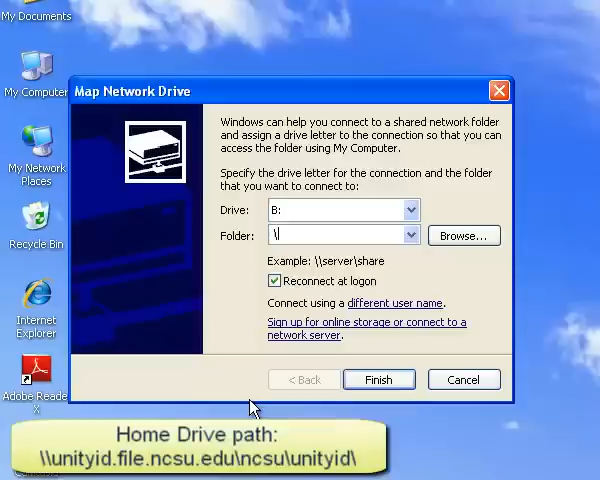 My Documents
My Computer
My Network
Places
Recycle Bin
Internet
Explorer
Adobe Reade
X
Map Network Drive
Windows can help you connect to a shared network folder
and assign a drive letter to the connection so that you can
access the folder using My Computer.
Specify the drive letter for the connection and the folder
that you want to connect to:
Drive: B:
Folder: \ Browse...
Example: \\server\share
Reconnect at logon
Connect using a different user name.
Sign up for online storage or connect to a
network server.
< Back Finish Cancel
Home Drive path:
\\unityid.file.ncsu.edu\ncsu\unityid\